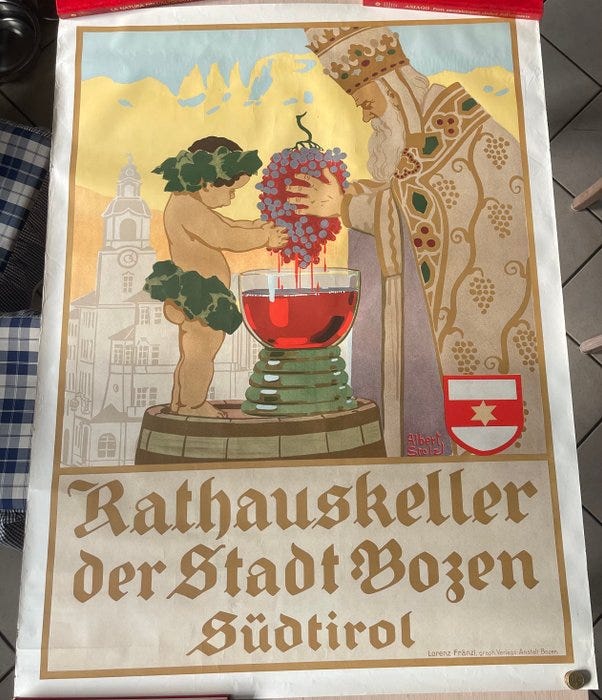 Albert
Stolz
Rathauskeller
der Stadt Bozen
Südtirol
Lorenz Fränzl, graph. Verlags-Anstalt Bozen.